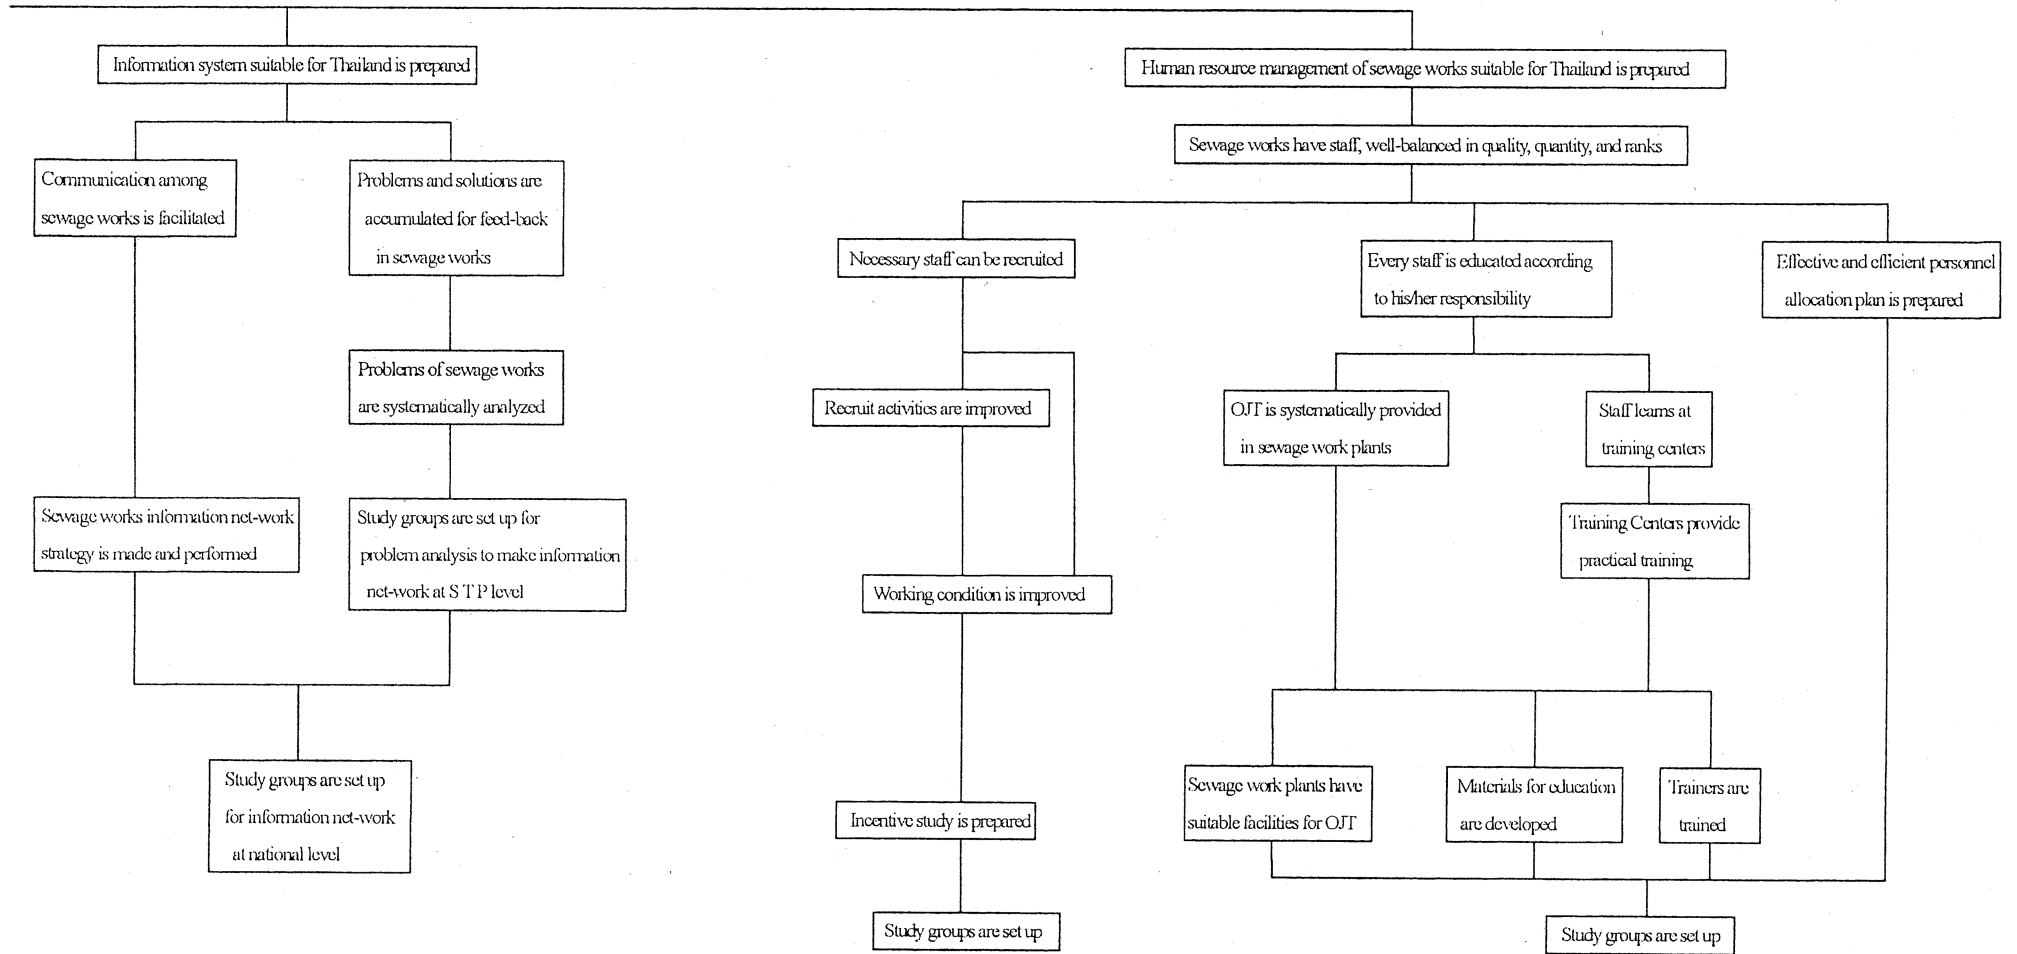 Information system suitable for Thailand is prepared
Human resource management of sewage works suitable for Thailand is prepared
Sewage works have staff, well-balanced in quality, quantity, and ranks
Communication among
sewage works is facilitated
Problems and solutions are
accumulated for feed-back
in sewage works
Necessary staff can be recruited
Every staff is educated according
to his/her responsibility
Effective and efficient personnel
allocation plan is prepared
Problems of sewage works
are systematically analyzed
Recruit activities are improved
OJT is systematically provided
in sewage work plants
Staff learns at
training centers
Sewage works information net-work
strategy is made and performed
Study groups are set up for
problem analysis to make information
net-work at S T P level
Training Centers provide
practical training
Working condition is improved
Study groups are set up
for information net-work
at national level
Incentive study is prepared
Sewage work plants have
suitable facilities for OJT
Materials for education
are developed
Trainers are
trained
Study groups are set up
Study groups are set up